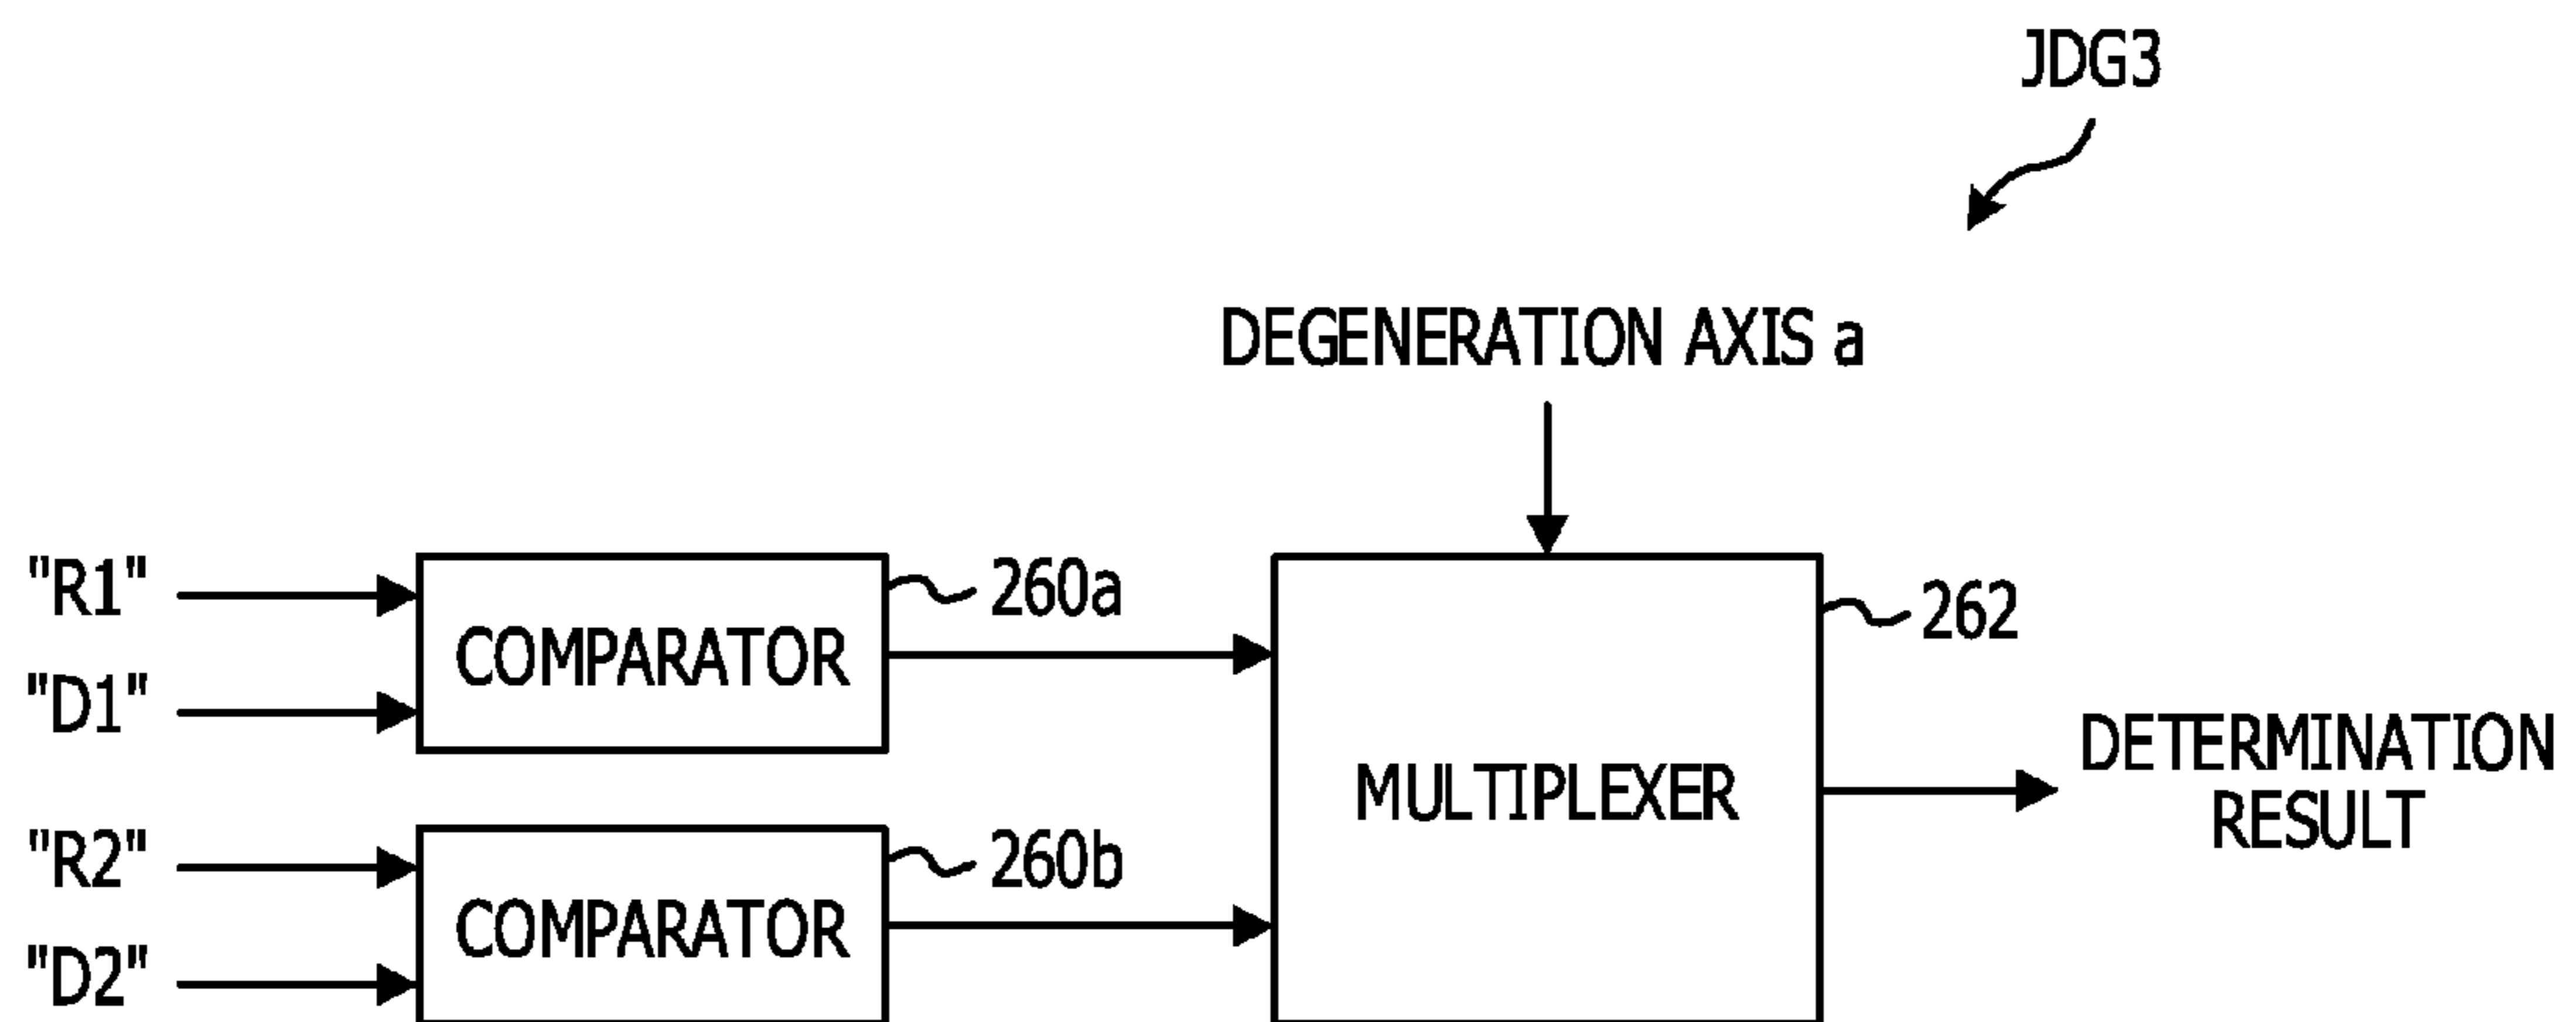 JDG3
DEGENERATION AXIS a
"R1"
"D1"
COMPARATOR
260a
"R2"
"D2"
COMPARATOR
260b
MULTIPLEXER
262
DETERMINATION
RESULT